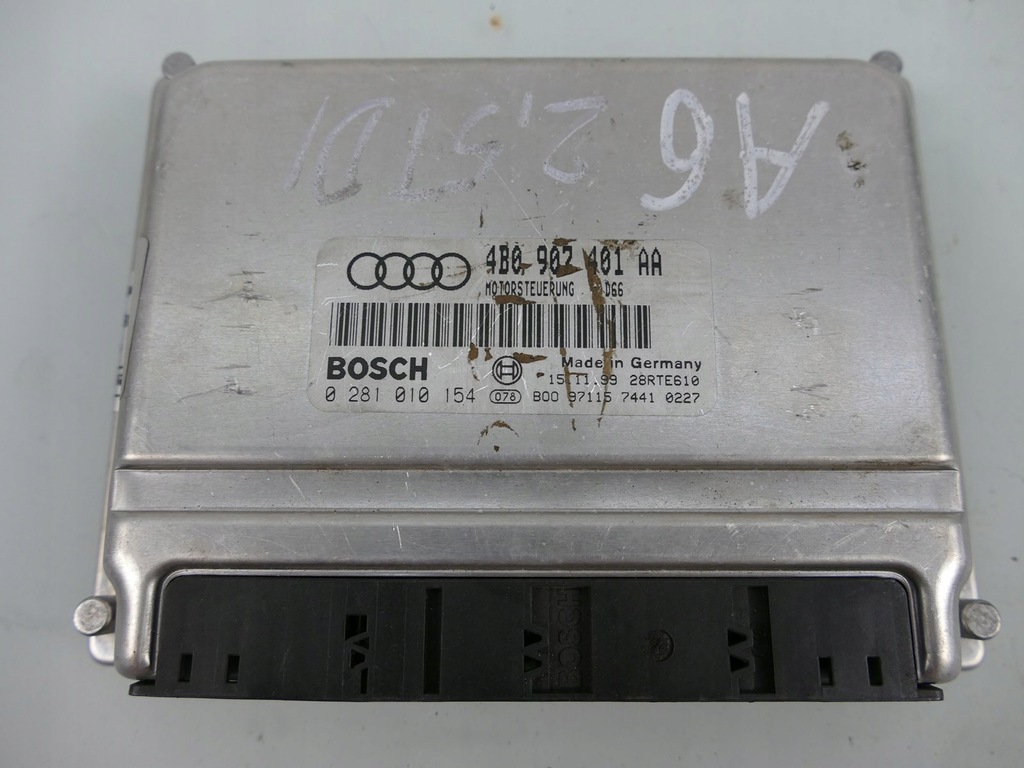 A6 2,5TDI
4B0 907 401 AA
MOTORSTEUERUNG D66
BOSCH
Made in Germany
15.11.99 28RTE610
0 281 010 154 078 B00 97115 7441 0227
BOSCH